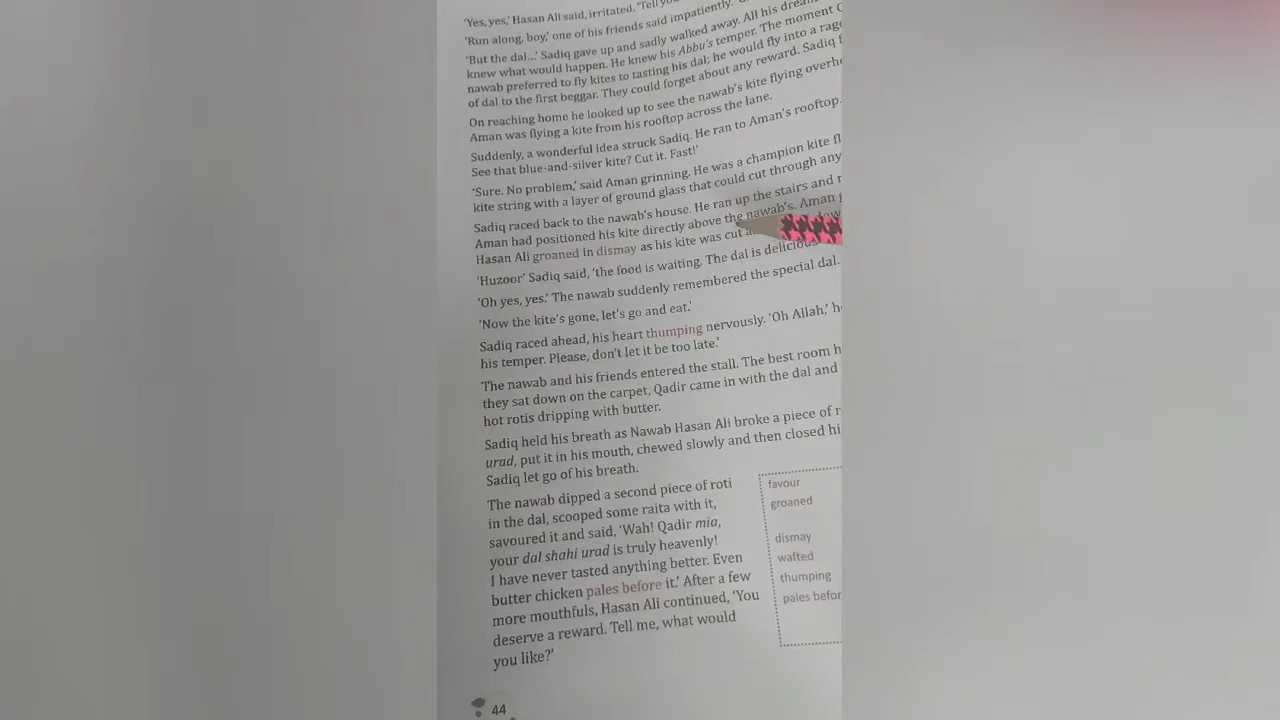 'Yes, yes,' Hasan Ali said, irritated. 'Tell
'Run along, boy,' one of his friends said impatiently.
'But the dal...' Sadiq gave up and sadly walked away. All his
knew what would happen. He knew his Abbu's temper. The moment
nawab preferred to fly kites to tasting his dal; he would fly into a rage
of dal to the first beggar. They could forget about any reward. Sadiq
On reaching home he looked up to see the nawab's kite flying
Aman was flying a kite from his rooftop across the lane.
Suddenly, a wonderful idea struck Sadiq. He ran to Aman's rooftop.
See that blue-and-silver kite? Cut it. Fast!'
'Sure. No problem,' said Aman grinning. He was a champion kite
kite string with a layer of ground glass that could cut through any
Sadiq raced back to the nawab's house. He ran up the stairs and
Aman had positioned his kite directly above the nawab's. Aman
Hasan Ali groaned in dismay as his kite was cut
'Huzoor' Sadiq said, 'the food is waiting. The dal is
'Oh yes, yes.' The nawab suddenly remembered the special dal.
'Now the kite's gone, let's go and eat.'
Sadiq raced ahead, his heart thumping nervously. 'Oh Allah,'
his temper. Please, don't let it be too late.'
The nawab and his friends entered the stall. The best room
they sat down on the carpet, Qadir came in with the dal and
hot rotis dripping with butter.
Sadiq held his breath as Nawab Hasan Ali broke a piece of
urad, put it in his mouth, chewed slowly and then closed
Sadiq let go of his breath.
The nawab dipped a second piece of roti
in the dal, scooped some raita with it,
savoured it and said, 'Wah! Qadir mia,
your dal shahi urad is truly heavenly!
I have never tasted anything better. Even
butter chicken pales before it.' After a few
more mouthfuls, Hasan Ali continued, 'You
deserve a reward. Tell me, what would
you like?'
favour
groaned
dismay
wafted
thumping
pales befor
44